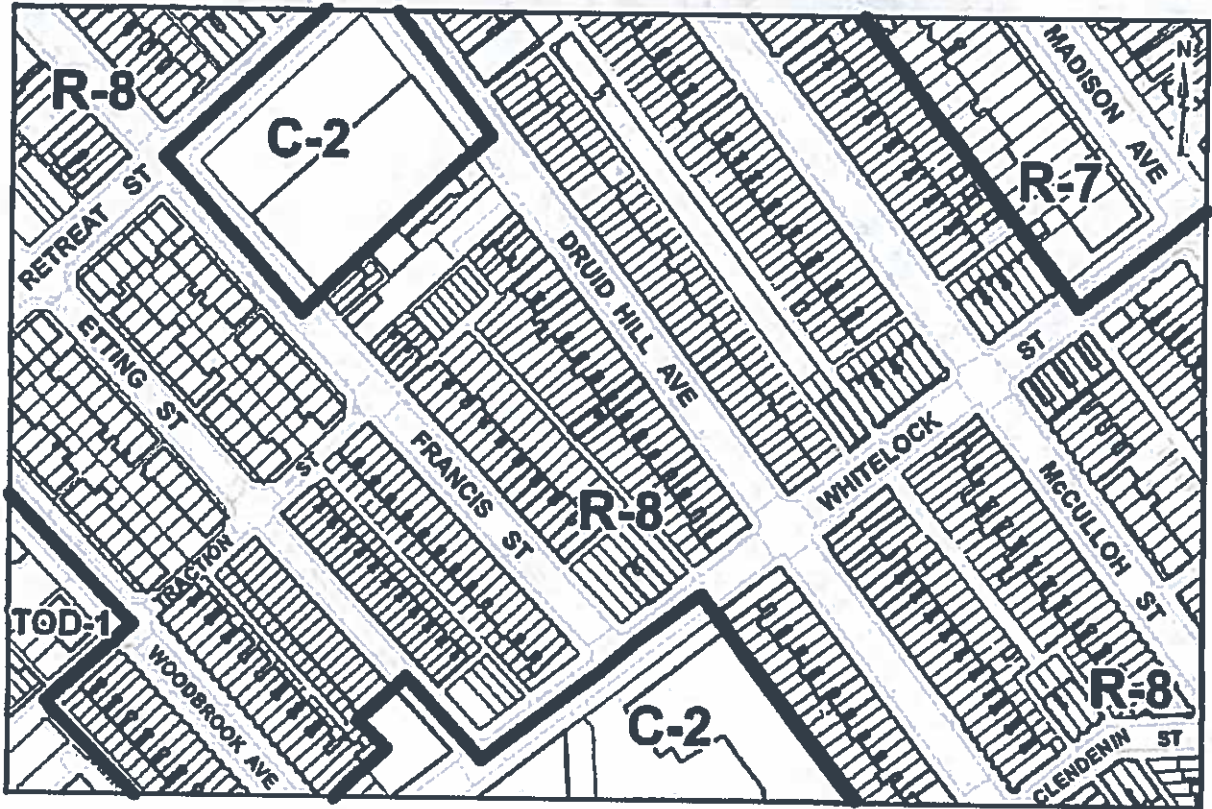 R-8
C-2
MADISON AVE
N
R-7
RETREAT ST
DRUID HILL AVE
ETTING ST
ST
WHITELOCK
FRANCIS ST
ST
R-8
MCCULLOH ST
TOD-1
WOODBROOK AVE
C-2
R-8
CLENDENIN ST